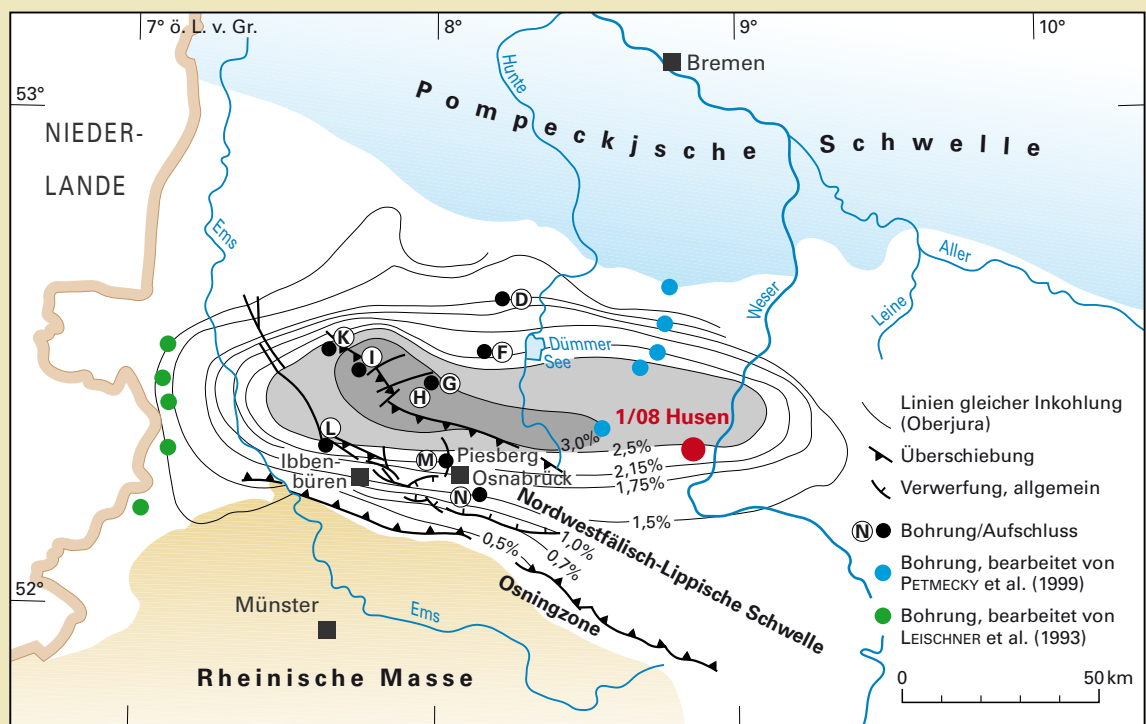 7° ö. L. v. Gr.
8°
9°
10°
53°
52°
NIEDER-
LANDE
Hunte
Bremen
Pompeckjsche Schwelle
Ems
Weser
Aller
Leine
D
K
F
Dümmer
See
I
G
H
1/08 Husen
L
3,0%
2,5%
M
Piesberg
2,15%
Ibben-
büren
Osnabrück
1,75%
N
1,5%
Nordwestfälisch-Lippische Schwelle
0,5%
1,0%
0,7%
Osningzone
Münster
Ems
Rheinische Masse
Linien gleicher Inkohlung
(Oberjura)
Überschiebung
Verwerfung, allgemein
N Bohrung/Aufschluss
Bohrung, bearbeitet von
PETMECKY et al. (1999)
Bohrung, bearbeitet von
LEISCHNER et al. (1993)
0 50 km